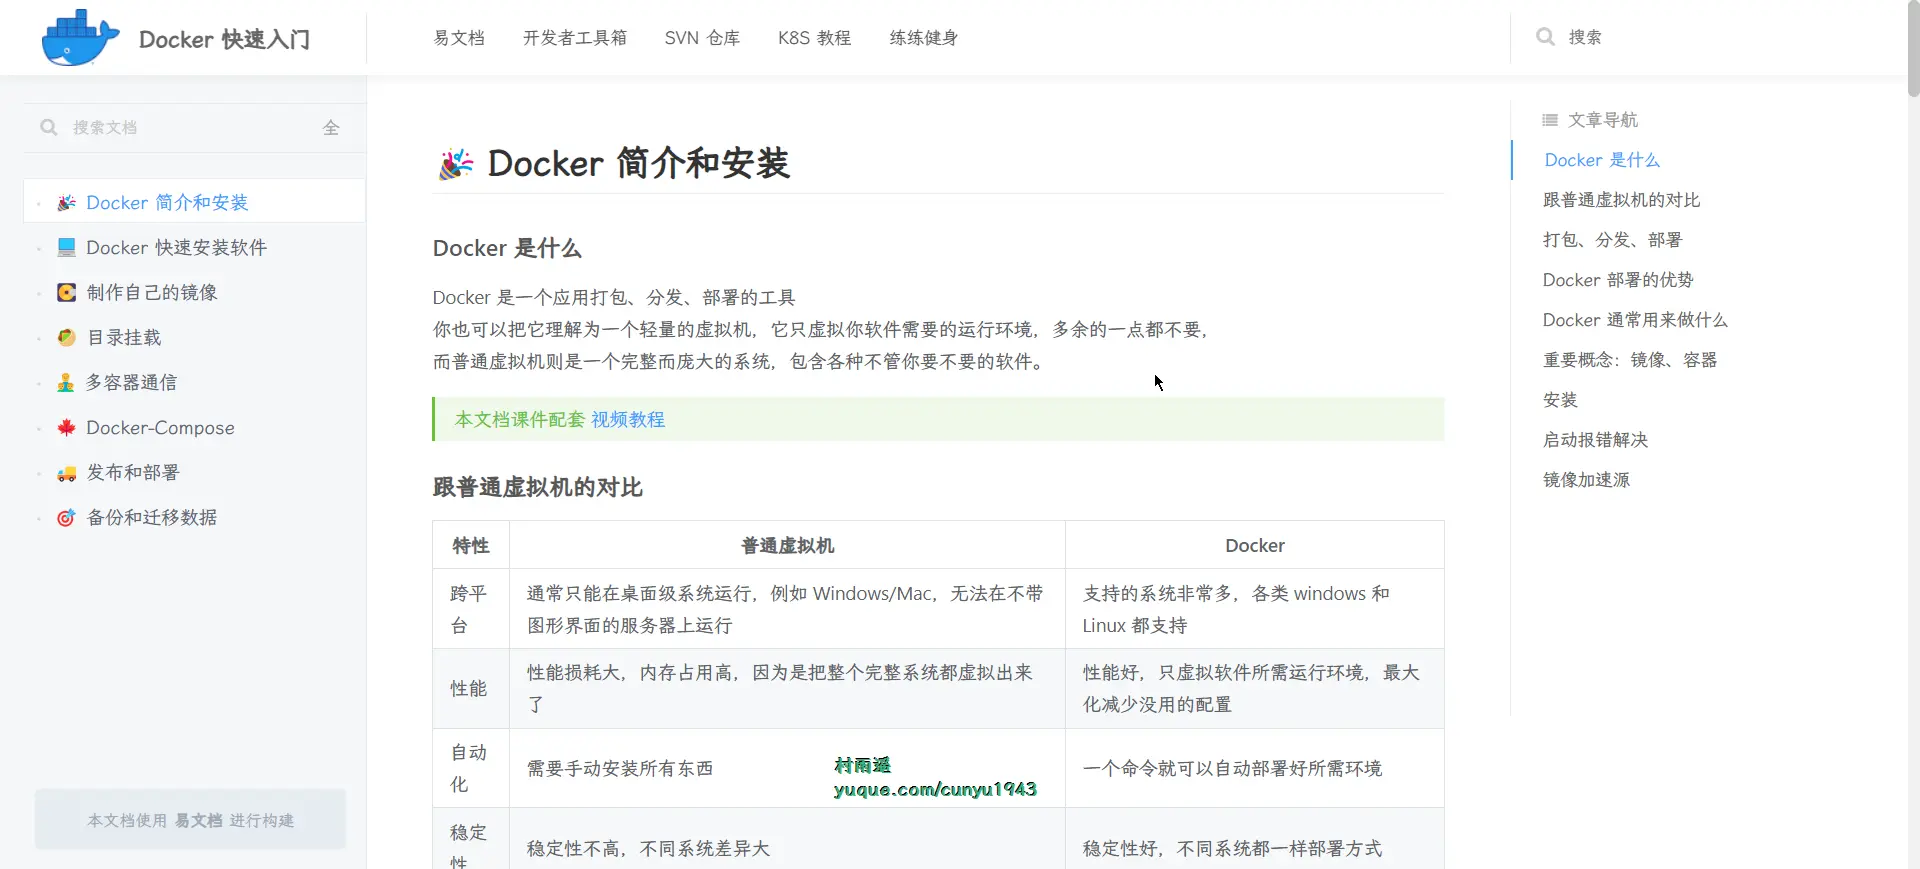 Docker 快速入门
易文档 开发者工具箱 SVN 仓库 K8S 教程 练练健身
搜索
搜索文档 全
Docker 简介和安装
Docker 快速安装软件
制作自己的镜像
目录挂载
多容器通信
Docker-Compose
发布和部署
备份和迁移数据
本文档使用 易文档 进行构建
Docker 简介和安装
Docker 是什么
Docker 是一个应用打包、分发、部署的工具
你也可以把它理解为一个轻量的虚拟机，它只虚拟你软件需要的运行环境，多余的一点都不要，
而普通虚拟机则是一个完整而庞大的系统，包含各种不管你要不要的软件。
本文档课件配套 视频教程
跟普通虚拟机的对比
特性 普通虚拟机 Docker
跨平
台
通常只能在桌面级系统运行，例如 Windows/Mac，无法在不带
图形界面的服务器上运行
支持的系统非常多，各类 windows 和
Linux 都支持
性能
性能损耗大，内存占用高，因为是把整个完整系统都虚拟出来
了
性能好，只虚拟软件所需运行环境，最大
化减少没用的配置
自动
化
需要手动安装所有东西
一个命令就可以自动部署好所需环境
稳定
性
稳定性不高，不同系统差异大
稳定性好，不同系统都一样部署方式
村雨遥
yuque.com/cunyu1943
文章导航
Docker 是什么
跟普通虚拟机的对比
打包、分发、部署
Docker 部署的优势
Docker 通常用来做什么
重要概念：镜像、容器
安装
启动报错解决
镜像加速源